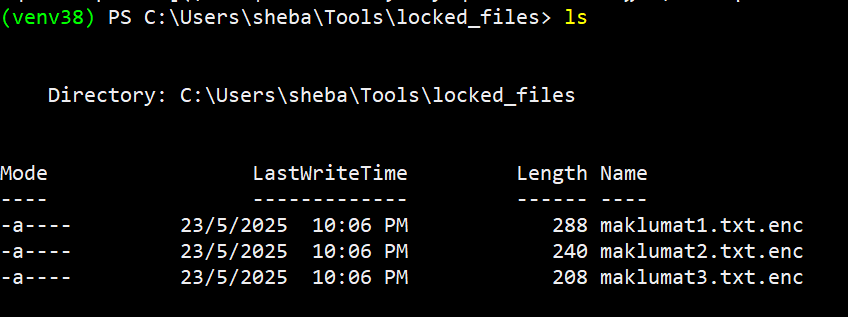 (venv38) PS C:\Users\sheba\Tools\locked_files> ls
Directory: C:\Users\sheba\Tools\locked_files
Mode LastWriteTime Length Name
---- ------------- ------ ----
-a---- 23/5/2025 10:06 PM 288 maklumat1.txt.enc
-a---- 23/5/2025 10:06 PM 240 maklumat2.txt.enc
-a---- 23/5/2025 10:06 PM 208 maklumat3.txt.enc